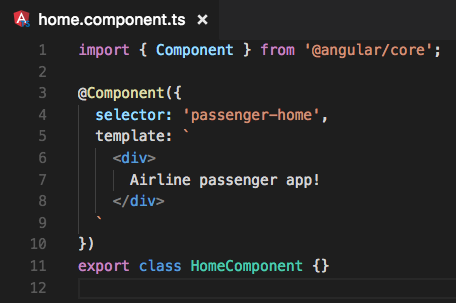 home.component.ts ×
1 import { Component } from '@angular/core';
2
3 @Component({
4   selector: 'passenger-home',
5   template: `
6     <div>
7       Airline passenger app!
8     </div>
9   `
10 })
11 export class HomeComponent {}
12